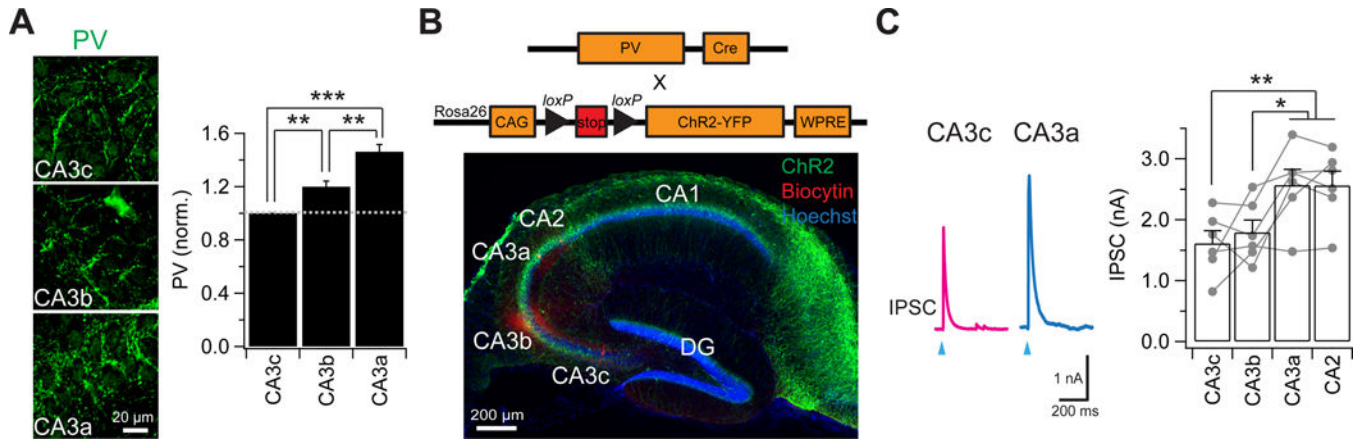 A
PV
CA3c
CA3b
CA3a
20 µm
PV (norm.)
1.6
1.2
0.8
0.4
0.0
***
** **
CA3c
CA3b
CA3a
B
PV Cre
X
Rosa26 CAG loxP stop loxP ChR2-YFP WPRE
ChR2
Biocytin
Hoechst
CA1
CA2
CA3a
CA3b
CA3c
DG
200 µm
C
CA3c CA3a
IPSC
1 nA
200 ms
IPSC (nA)
3.0
2.0
1.0
0.0
**
*
CA3c
CA3b
CA3a
CA2